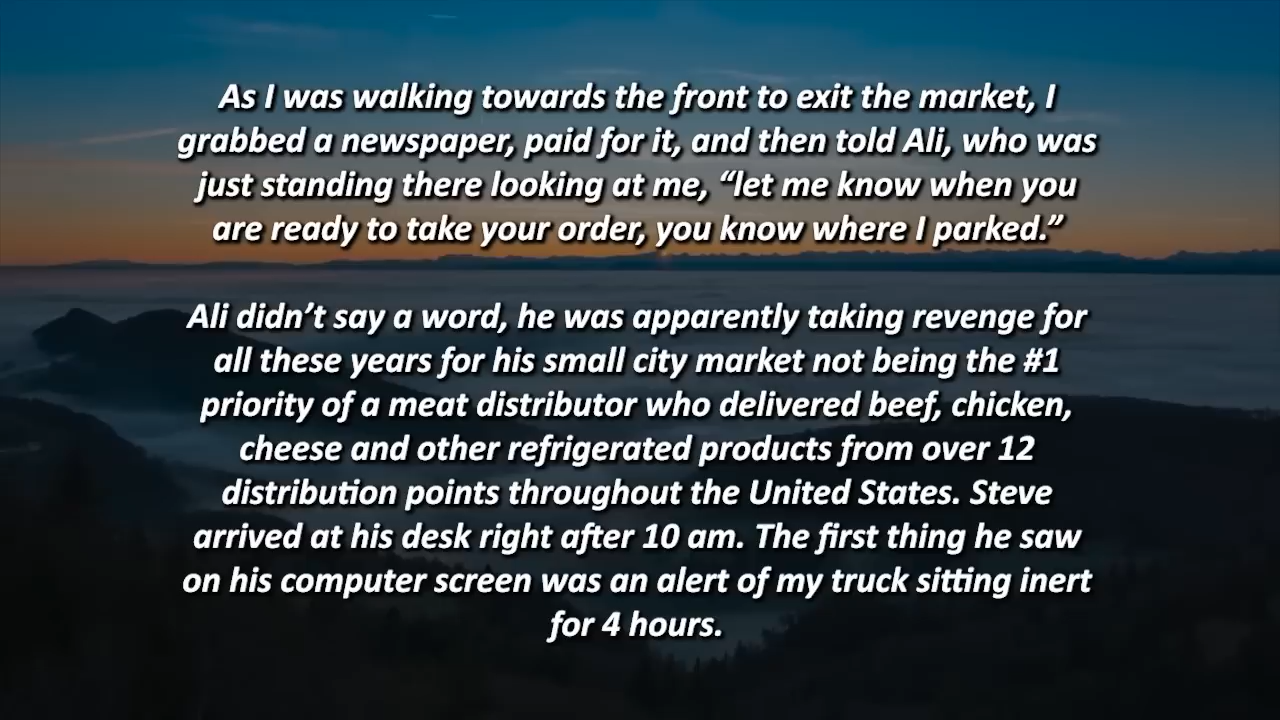 As I was walking towards the front to exit the market, I
grabbed a newspaper, paid for it, and then told Ali, who was
just standing there looking at me, “let me know when you
are ready to take your order, you know where I parked.”
Ali didn’t say a word, he was apparently taking revenge for
all these years for his small city market not being the #1
priority of a meat distributor who delivered beef, chicken,
cheese and other refrigerated products from over 12
distribution points throughout the United States. Steve
arrived at his desk right after 10 am. The first thing he saw
on his computer screen was an alert of my truck sitting inert
for 4 hours.